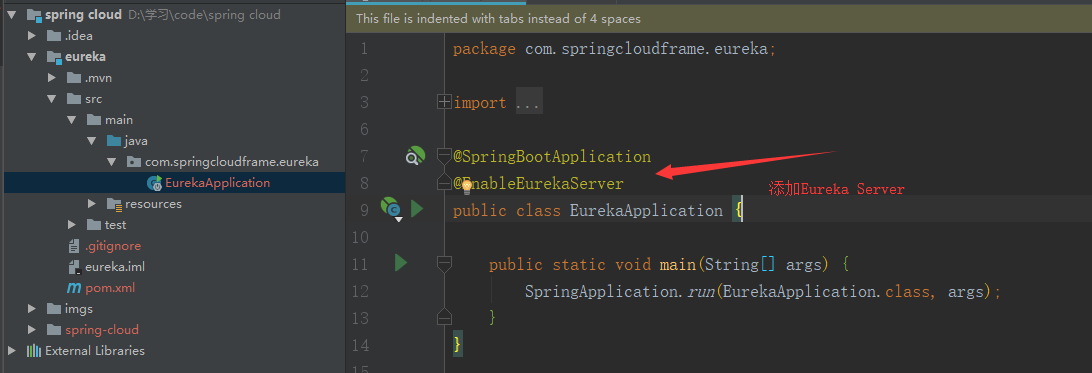 spring cloud D:\学习\code\spring cloud
.idea
eureka
.mvn
src
main
java
com.springcloudframe.eureka
EurekaApplication
resources
test
.gitignore
eureka.iml
pom.xml
imgs
spring-cloud
External Libraries
This file is indented with tabs instead of 4 spaces
1 package com.springcloudframe.eureka;
2
3 import ...
6
7 @SpringBootApplication
8 @EnableEurekaServer
添加Eureka Server
9 public class EurekaApplication {
10
11 public static void main(String[] args) {
12 SpringApplication.run(EurekaApplication.class, args);
13 }
14 }